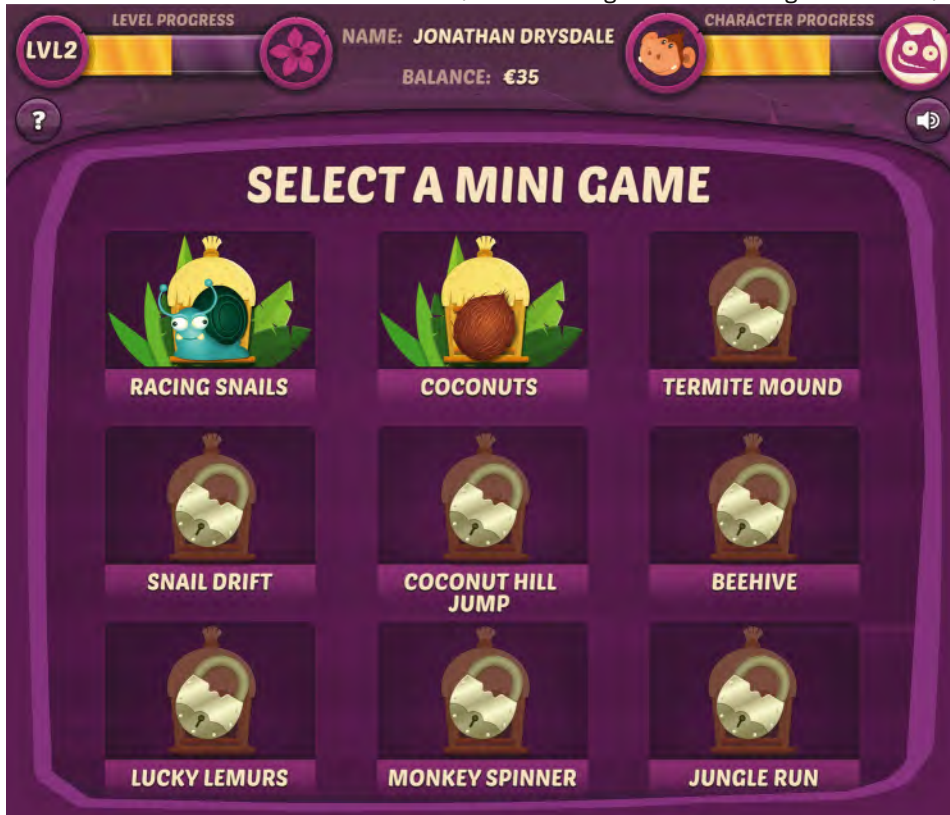 LEVEL PROGRESS
CHARACTER PROGRESS
LVL2
NAME: JONATHAN DRYSDALE
BALANCE: €35
?
SELECT A MINI GAME
RACING SNAILS
COCONUTS
TERMITE MOUND
SNAIL DRIFT
COCONUT HILL
JUMP
BEEHIVE
LUCKY LEMURS
MONKEY SPINNER
JUNGLE RUN